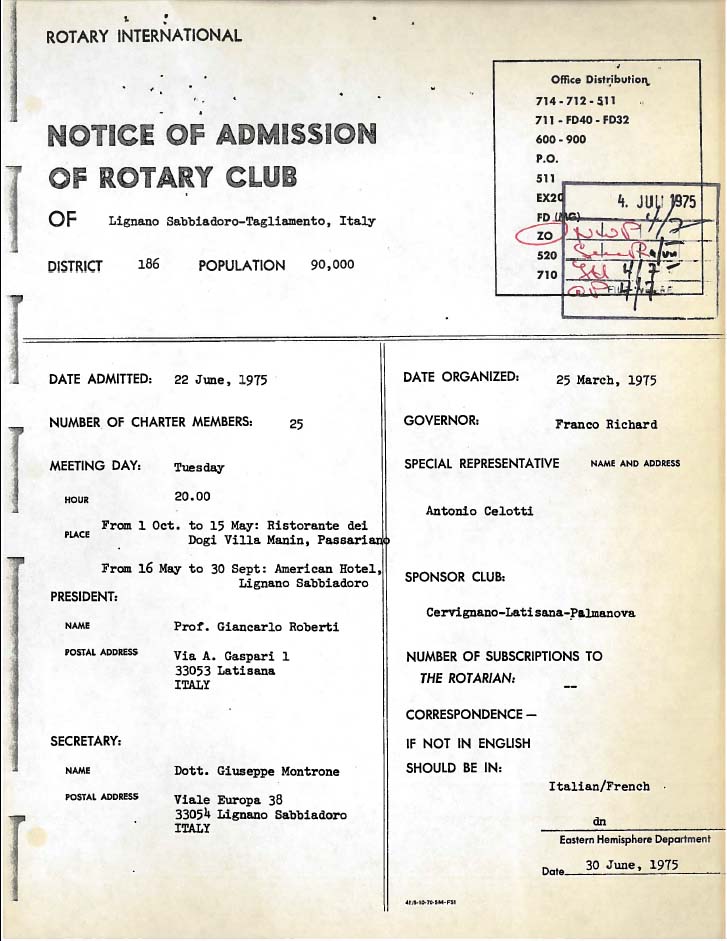 ROTARY INTERNATIONAL
NOTICE OF ADMISSION
OF ROTARY CLUB
OF Lignano Sabbiadoro-Tagliamento, Italy
DISTRICT 186 POPULATION 90,000
Office Distribution
714 - 712 - 511
711 - FD40 - FD32
600 - 900
P.O.
511
EX20
FD (MG)
ZO
520
710
4. JULI 1975
DATE ADMITTED: 22 June, 1975
NUMBER OF CHARTER MEMBERS: 25
MEETING DAY: Tuesday
HOUR 20.00
PLACE From 1 Oct. to 15 May: Ristorante dei
Dogi Villa Manin, Passariano
From 16 May to 30 Sept: American Hotel,
Lignano Sabbiadoro
PRESIDENT:
NAME Prof. Giancarlo Roberti
POSTAL ADDRESS Via A. Gaspari 1
33053 Latisana
ITALY
SECRETARY:
NAME Dott. Giuseppe Montrone
POSTAL ADDRESS Viale Europa 38
33054 Lignano Sabbiadoro
ITALY
DATE ORGANIZED: 25 March, 1975
GOVERNOR: Franco Richard
SPECIAL REPRESENTATIVE NAME AND ADDRESS
Antonio Celotti
SPONSOR CLUB:
Cervignano-Latisana-Palmanova
NUMBER OF SUBSCRIPTIONS TO
THE ROTARIAN: --
CORRESPONDENCE —
IF NOT IN ENGLISH
SHOULD BE IN:
Italian/French
dn
Eastern Hemisphere Department
Date 30 June, 1975